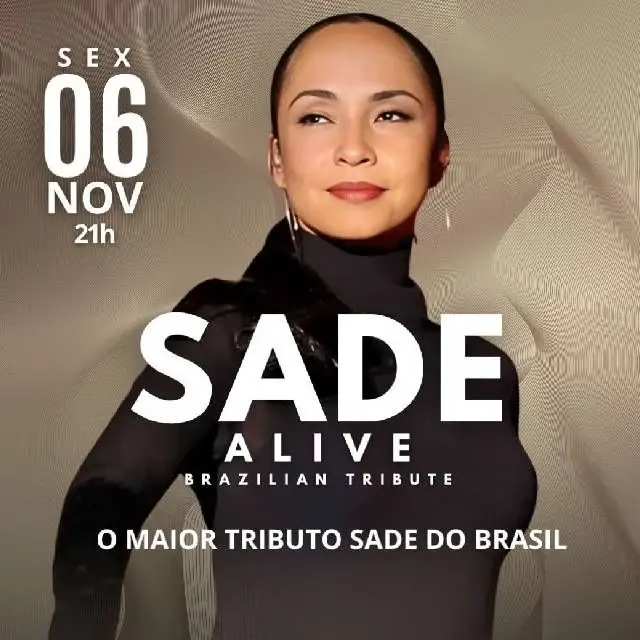 SEX
06
NOV
21h
SADE
ALIVE
BRAZILIAN TRIBUTE
O MAIOR TRIBUTO SADE DO BRASIL